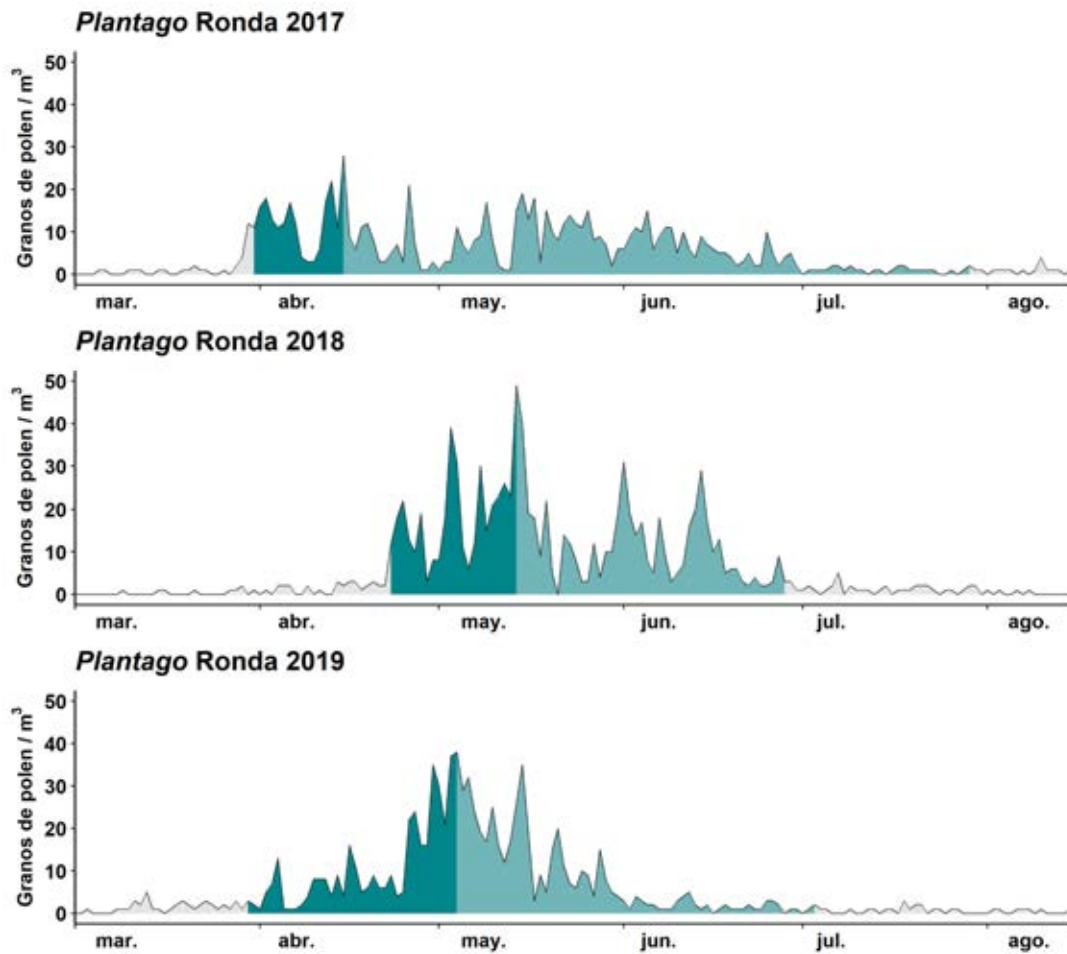 Plantago Ronda 2017
Granos de polen / m³
50
40
30
20
10
0
mar. abr. may. jun. jul. ago.
Plantago Ronda 2018
Granos de polen / m³
50
40
30
20
10
0
mar. abr. may. jun. jul. ago.
Plantago Ronda 2019
Granos de polen / m³
50
40
30
20
10
0
mar. abr. may. jun. jul. ago.